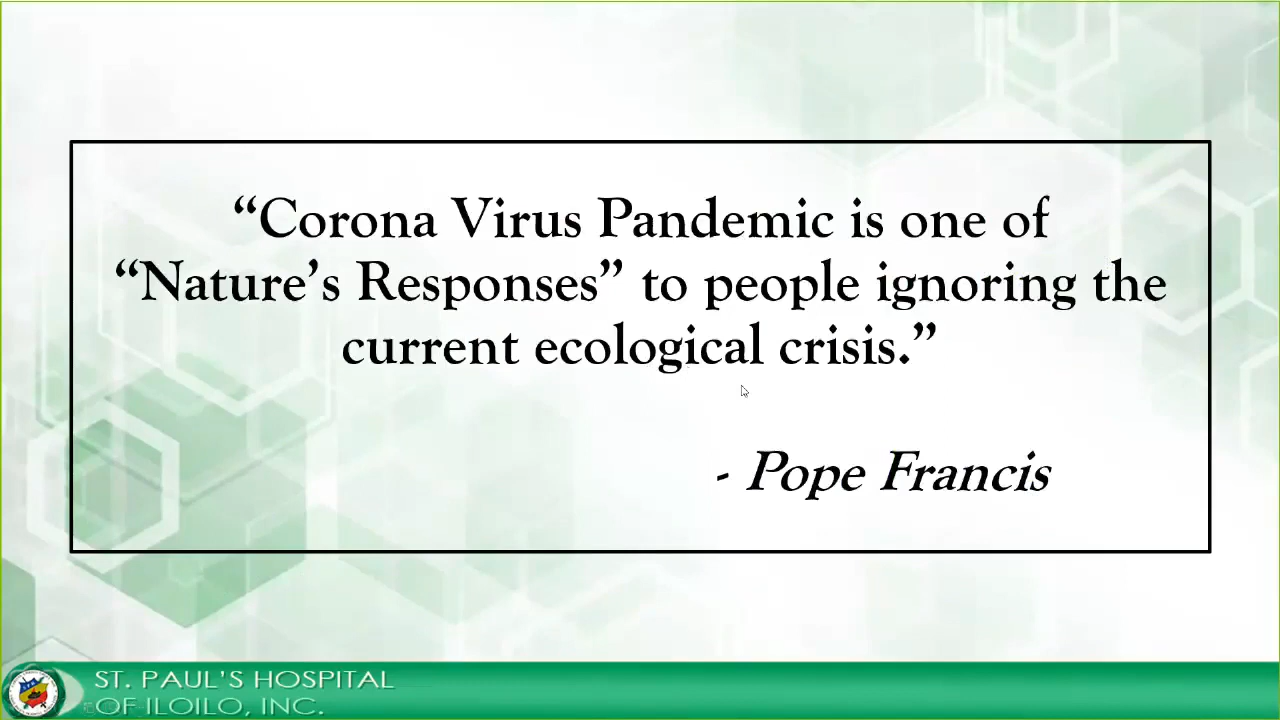 “Corona Virus Pandemic is one of
“Nature’s Responses” to people ignoring the
current ecological crisis.”
- Pope Francis
ST. PAUL'S HOSPITAL
OF ILOILO, INC.